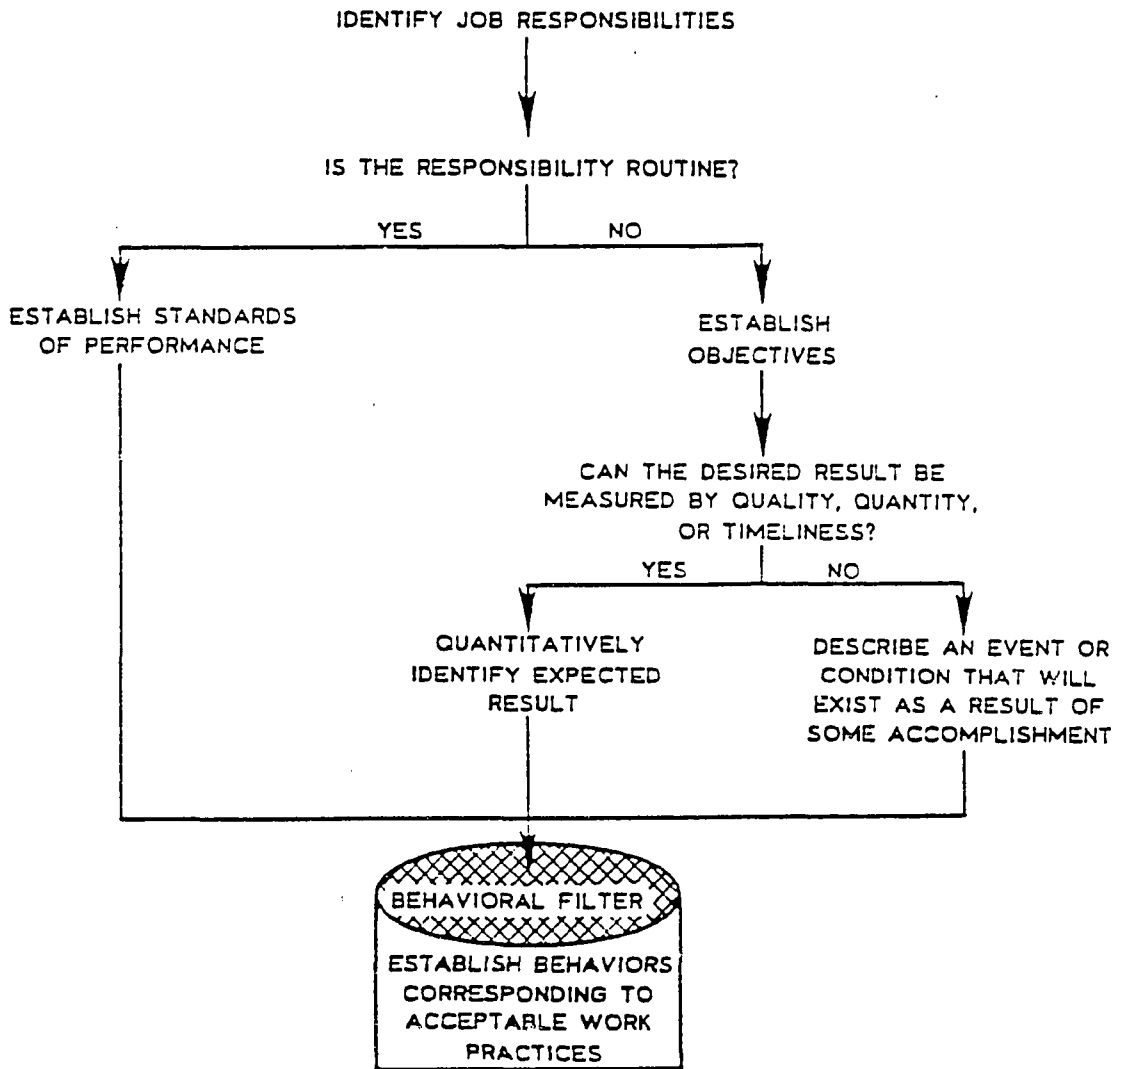 IDENTIFY JOB RESPONSIBILITIES
IS THE RESPONSIBILITY ROUTINE?
YES
NO
ESTABLISH STANDARDS
OF PERFORMANCE
ESTABLISH
OBJECTIVES
CAN THE DESIRED RESULT BE
MEASURED BY QUALITY, QUANTITY,
OR TIMELINESS?
YES
NO
QUANTITATIVELY
IDENTIFY EXPECTED
RESULT
DESCRIBE AN EVENT OR
CONDITION THAT WILL
EXIST AS A RESULT OF
SOME ACCOMPLISHMENT
BEHAVIORAL FILTER
ESTABLISH BEHAVIORS
CORRESPONDING TO
ACCEPTABLE WORK
PRACTICES